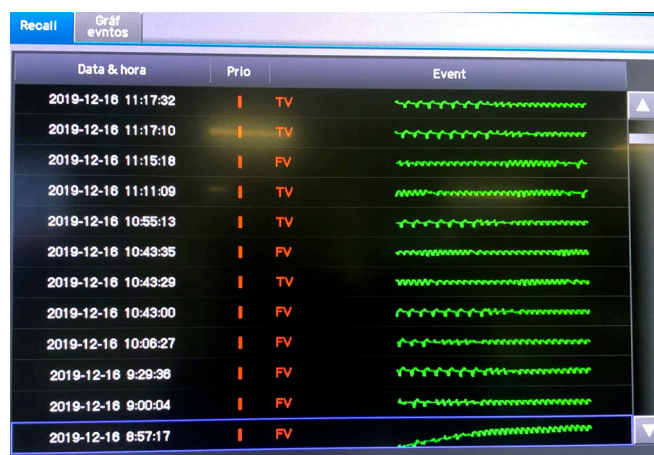 Recall
Gráf
evntos
Data & hora Prio Event
2019-12-16 11:17:32 TV
2019-12-16 11:17:10 TV
2019-12-16 11:15:18 FV
2019-12-16 11:11:09 TV
2019-12-16 10:55:13 TV
2019-12-16 10:43:35 FV
2019-12-16 10:43:29 TV
2019-12-16 10:43:00 FV
2019-12-16 10:06:27 FV
2019-12-16 9:29:36 FV
2019-12-16 9:00:04 FV
2019-12-16 8:57:17 FV